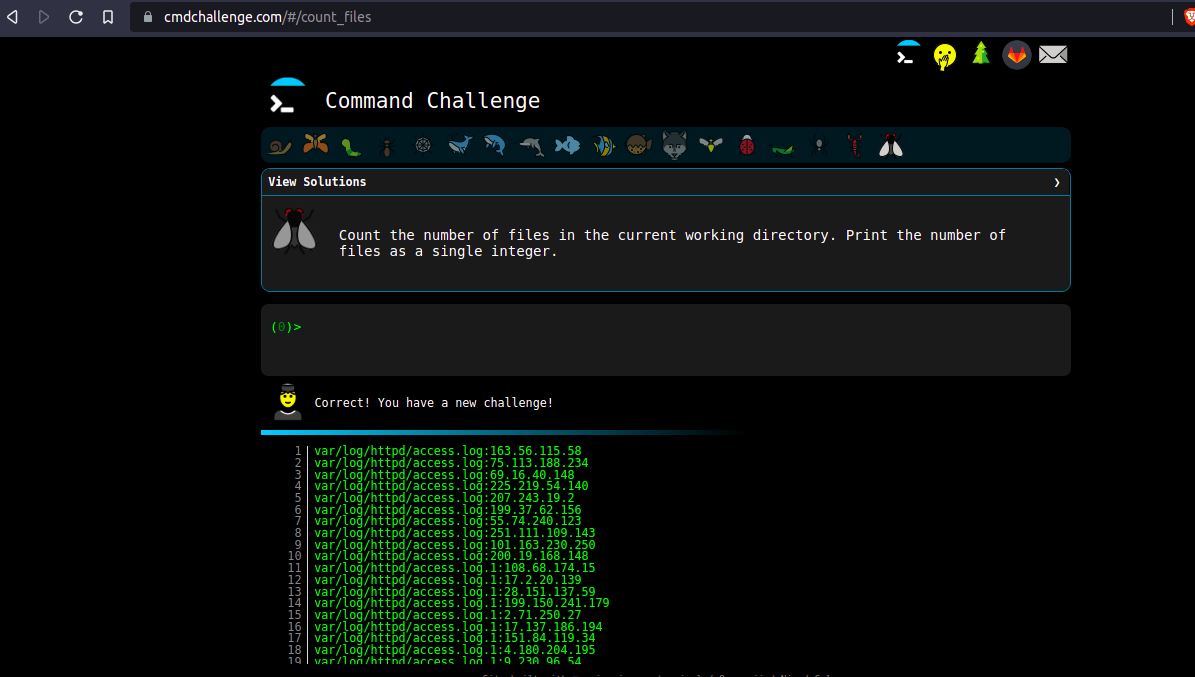 cmdchallenge.com/#/count_files
Command Challenge
View Solutions ❯
Count the number of files in the current working directory. Print the number of
files as a single integer.
(0)>
Correct! You have a new challenge!
1 var/log/httpd/access.log:163.56.115.58
2 var/log/httpd/access.log:75.113.188.234
3 var/log/httpd/access.log:69.16.40.148
4 var/log/httpd/access.log:225.219.54.140
5 var/log/httpd/access.log:207.243.19.2
6 var/log/httpd/access.log:199.37.62.156
7 var/log/httpd/access.log:55.74.240.123
8 var/log/httpd/access.log:251.111.109.143
9 var/log/httpd/access.log:101.163.230.250
10 var/log/httpd/access.log:200.19.168.148
11 var/log/httpd/access.log.1:108.68.174.15
12 var/log/httpd/access.log.1:17.2.20.139
13 var/log/httpd/access.log.1:28.151.137.59
14 var/log/httpd/access.log.1:199.150.241.179
15 var/log/httpd/access.log.1:2.71.250.27
16 var/log/httpd/access.log.1:17.137.186.194
17 var/log/httpd/access.log.1:151.84.119.34
18 var/log/httpd/access.log.1:4.180.204.195
19 var/log/httpd/access.log.1:9.230.96.54